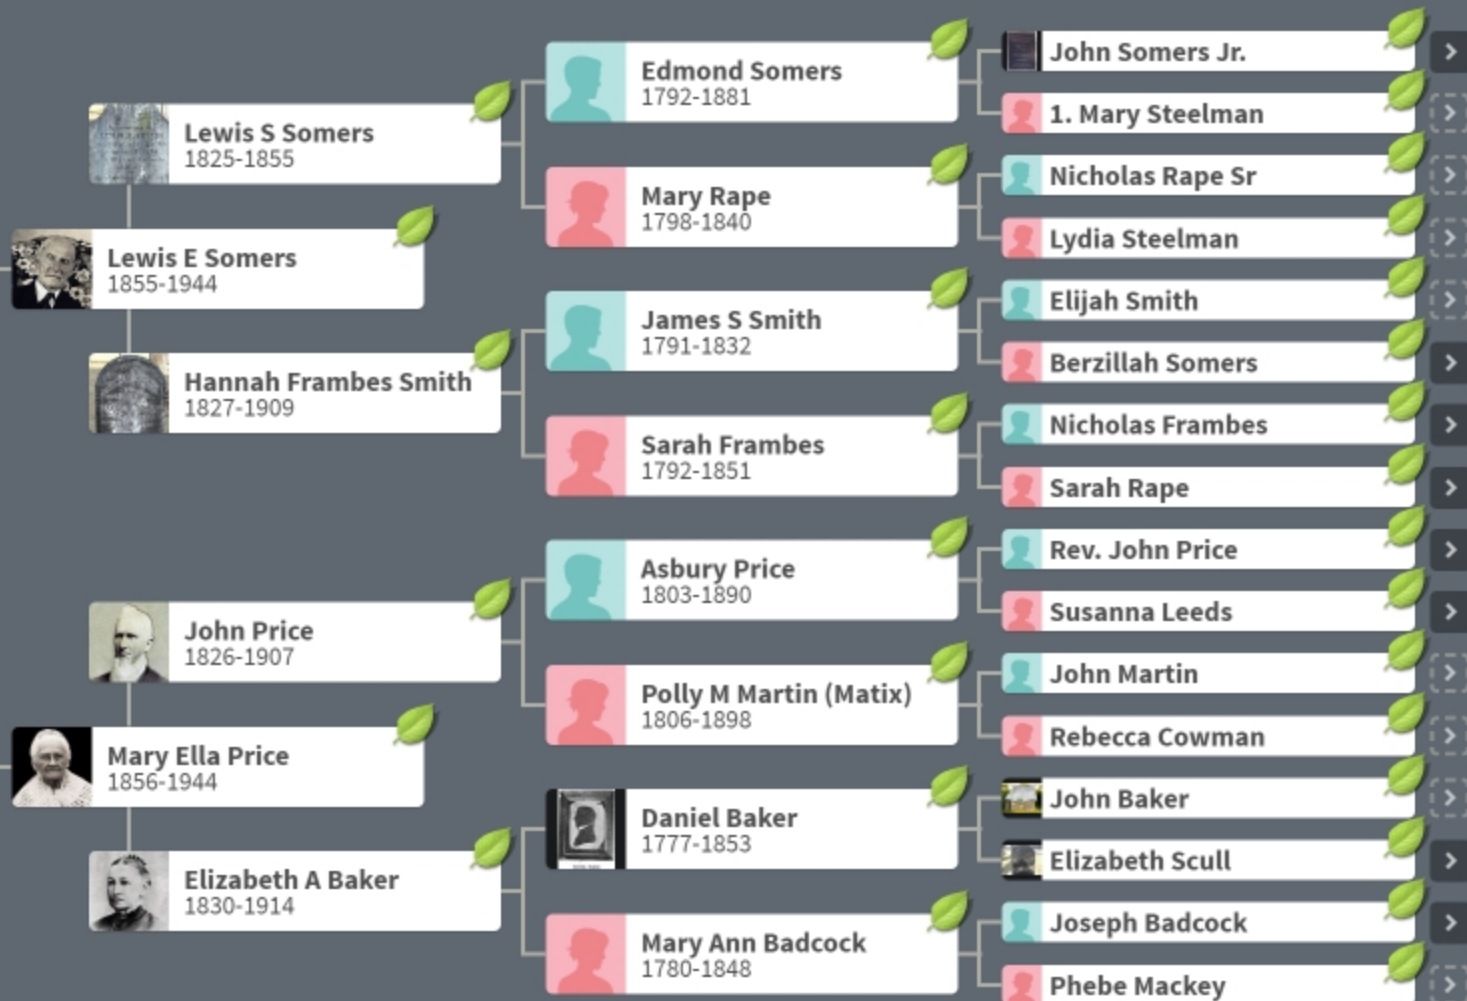 Lewis E Somers
1855-1944
Lewis S Somers
1825-1855
Hannah Frambes Smith
1827-1909
Edmond Somers
1792-1881
Mary Rape
1798-1840
James S Smith
1791-1832
Sarah Frambes
1792-1851
John Somers Jr.
1. Mary Steelman
Nicholas Rape Sr
Lydia Steelman
Elijah Smith
Berzillah Somers
Nicholas Frambes
Sarah Rape
Mary Ella Price
1856-1944
John Price
1826-1907
Elizabeth A Baker
1830-1914
Asbury Price
1803-1890
Polly M Martin (Matix)
1806-1898
Daniel Baker
1777-1853
Mary Ann Badcock
1780-1848
Rev. John Price
Susanna Leeds
John Martin
Rebecca Cowman
John Baker
Elizabeth Scull
Joseph Badcock
Phebe Mackey